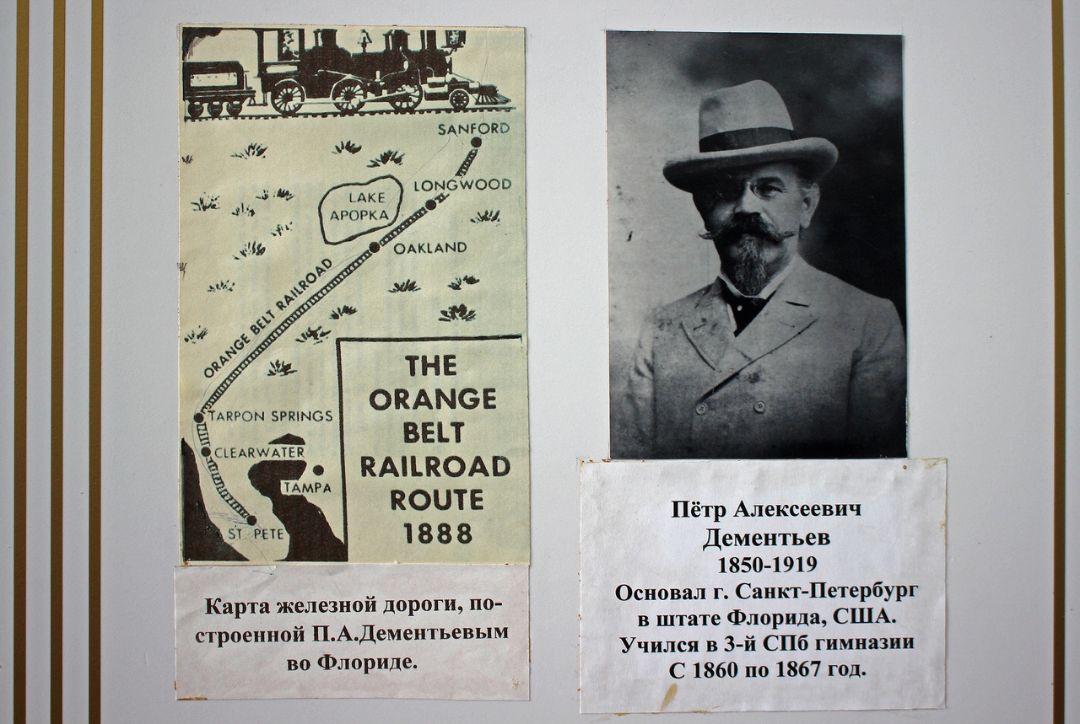 SANFORD
LONGWOOD
LAKE
APOPKA
OAKLAND
ORANGE BELT RAILROAD
TARPON SPRINGS
CLEARWATER
TAMPA
ST. PETE
THE
ORANGE
BELT
RAILROAD
ROUTE
1888
Карта железной дороги, по-
строенной П.А.Дементьевым
во Флориде.
Пётр Алексеевич
Дементьев
1850-1919
Основал г. Санкт-Петербург
в штате Флорида, США.
Учился в 3-й СПб гимназии
С 1860 по 1867 год.